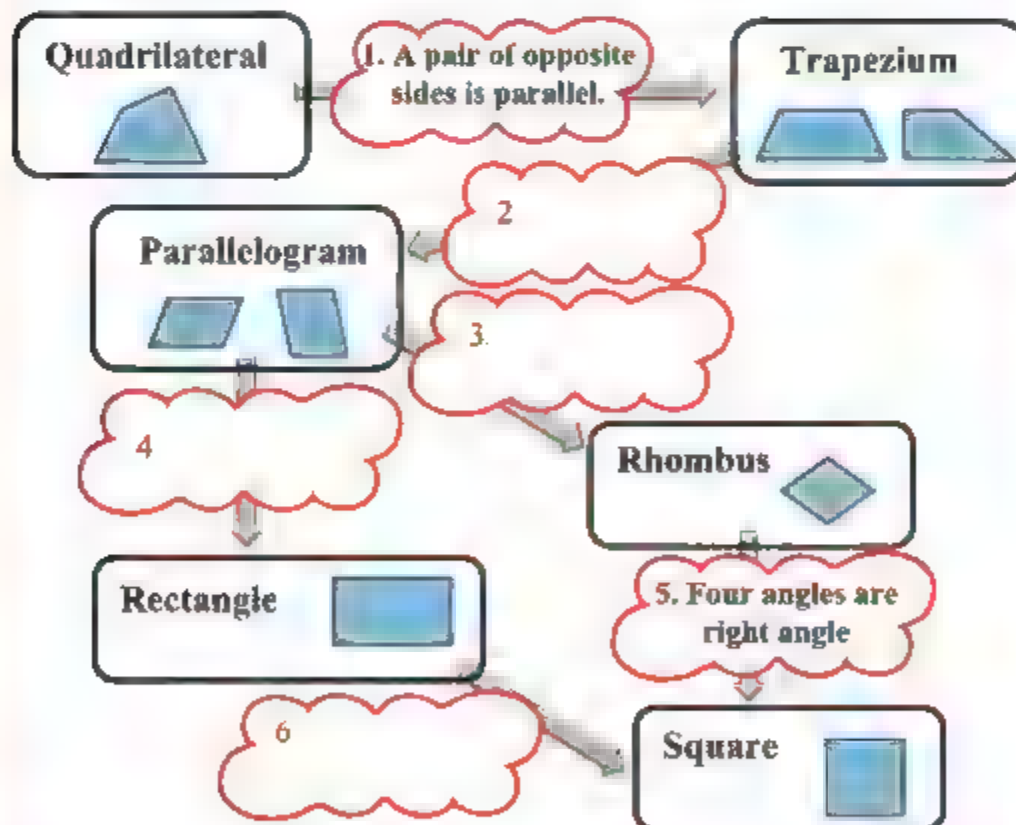 Quadrilateral
1. A pair of opposite
sides is parallel.
Trapezium
2
Parallelogram
3.
4
Rhombus
Rectangle
5. Four angles are
right angle
6
Square